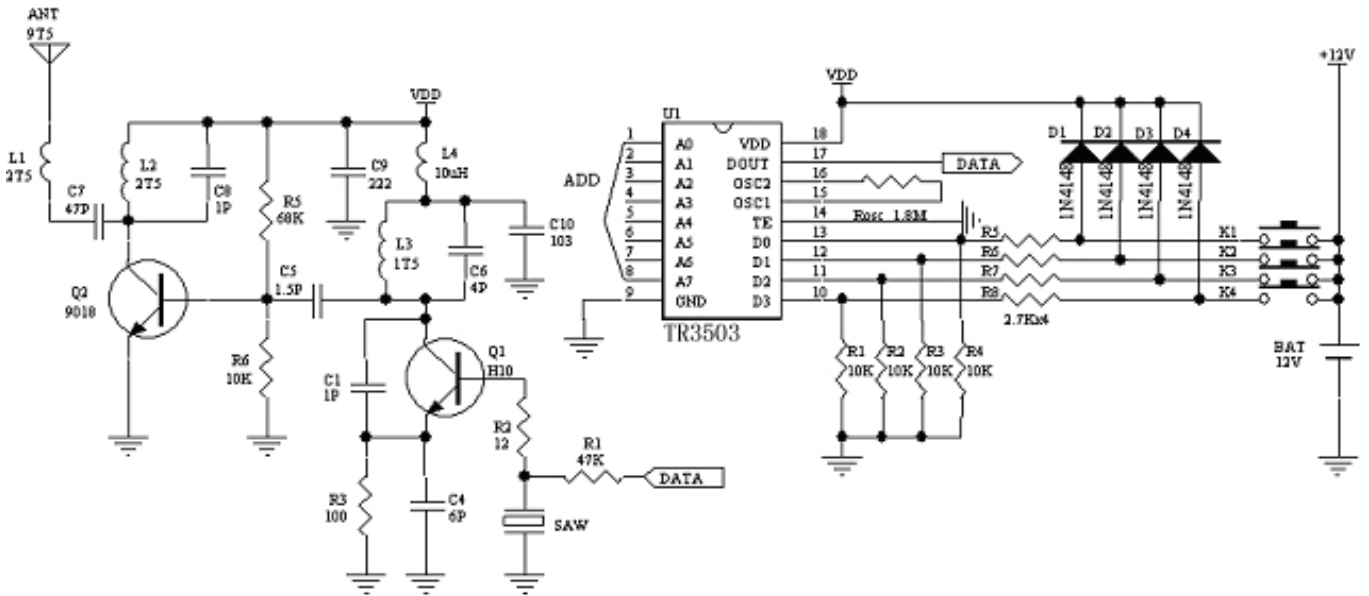 ANT
9T5
L1
2T5
C7
47P
L2
2T5
C8
1P
R5
68K
C9
222
VDD
L4
10uH
L3
1T5
C6
4P
C10
103
C5
1.5P
Q2
9018
R6
10K
C1
1P
Q1
H10
R2
12
R1
47K
DATA
R3
100
C4
6P
SAW
ADD
U1
1 A0 VDD 18
2 A1 DOUT 17
3 A2 OSC2 16
4 A3 OSC1 15
5 A4 TE 14
6 A5 D0 13
7 A6 D1 12
8 A7 D2 11
9 GND D3 10
TR3503
VDD
DATA
Rosc 1.8M
R5
R6
R7
R8
2.7Kx4
R1
10K
R2
10K
R3
10K
R4
10K
D1
D2
D3
D4
1N4148
1N4148
1N4148
1N4148
K1
K2
K3
K4
+12V
BAT
12V